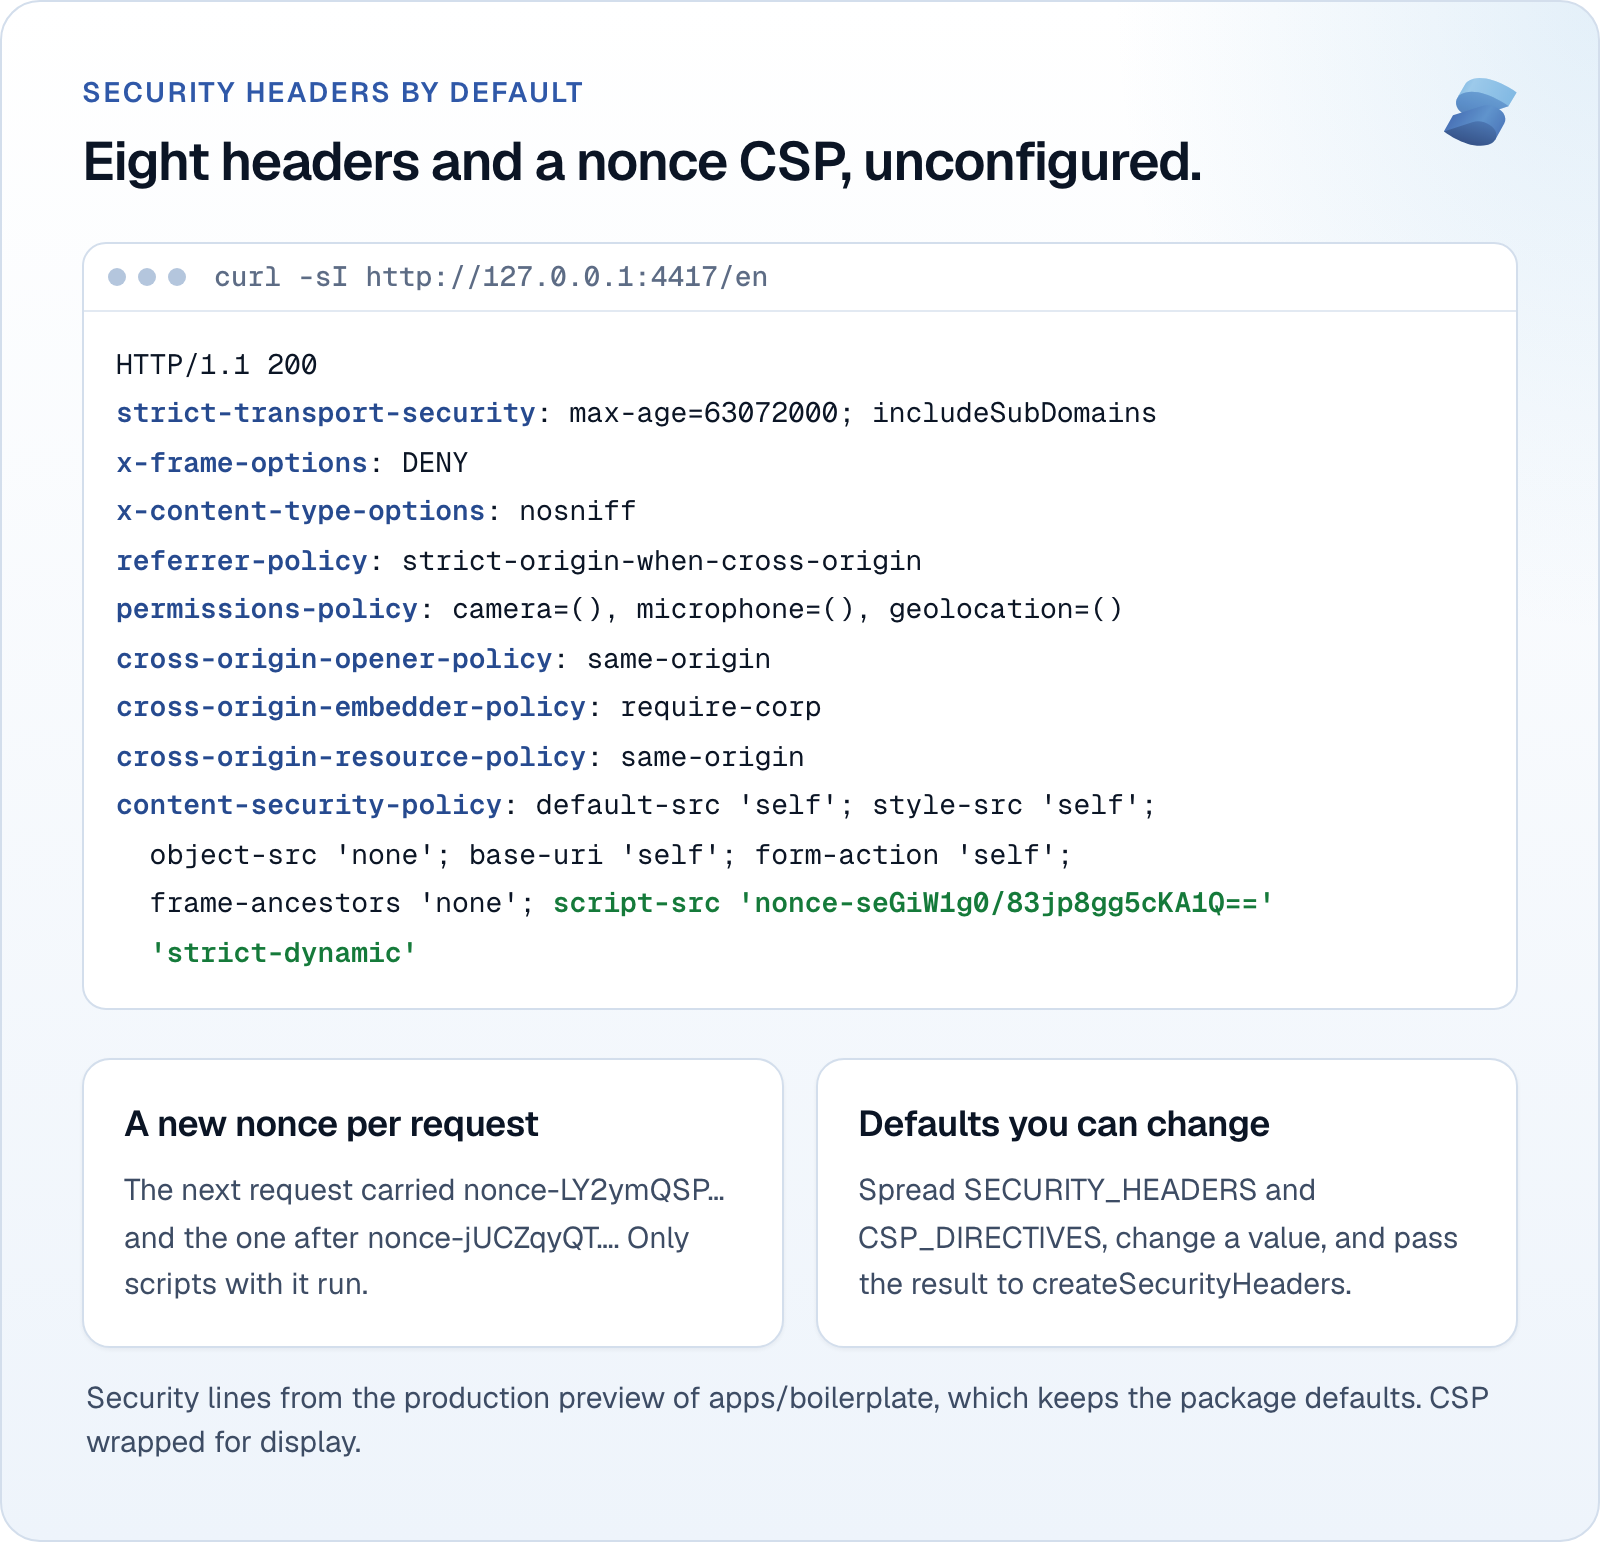 SECURITY HEADERS BY DEFAULT
Eight headers and a nonce CSP, unconfigured.
curl -sI http://127.0.0.1:4417/en
HTTP/1.1 200
strict-transport-security: max-age=63072000; includeSubDomains
x-frame-options: DENY
x-content-type-options: nosniff
referrer-policy: strict-origin-when-cross-origin
permissions-policy: camera=(), microphone=(), geolocation=()
cross-origin-opener-policy: same-origin
cross-origin-embedder-policy: require-corp
cross-origin-resource-policy: same-origin
content-security-policy: default-src 'self'; style-src 'self';
object-src 'none'; base-uri 'self'; form-action 'self';
frame-ancestors 'none'; script-src 'nonce-seGiW1g0/83jp8gg5cKA1Q=='
'strict-dynamic'
A new nonce per request
The next request carried nonce-LY2ymQSP…
and the one after nonce-jUCZqyQT…. Only
scripts with it run.
Defaults you can change
Spread SECURITY_HEADERS and
CSP_DIRECTIVES, change a value, and pass
the result to createSecurityHeaders.
Security lines from the production preview of apps/boilerplate, which keeps the package defaults. CSP
wrapped for display.